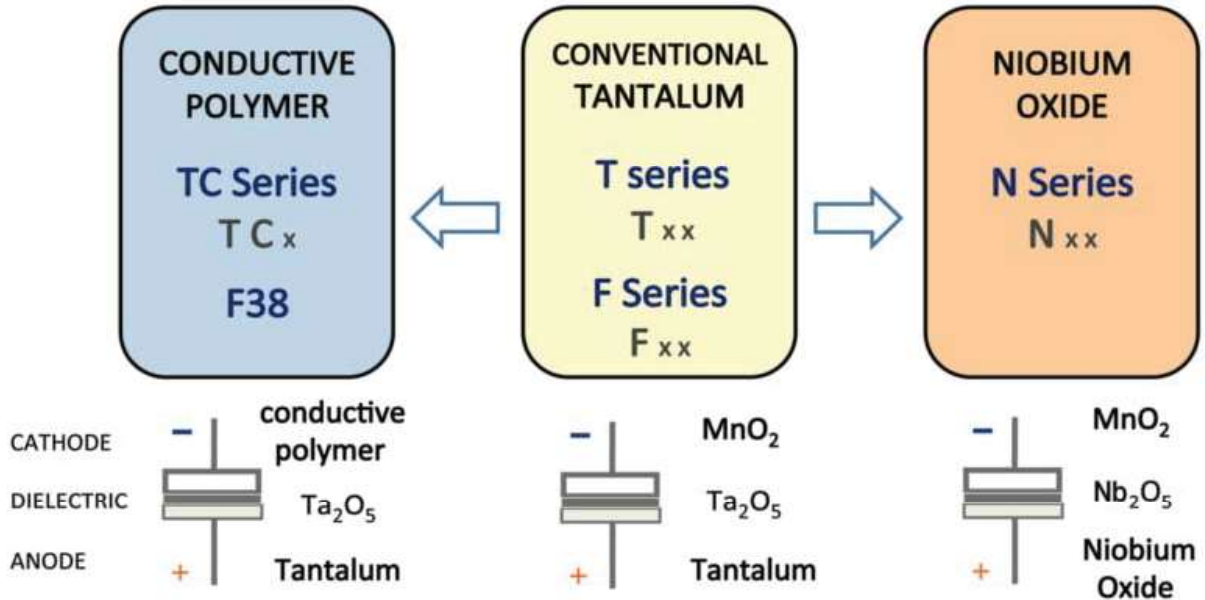 CONDUCTIVE
POLYMER
TC Series
T C x
F38
CONVENTIONAL
TANTALUM
T series
T x x
F Series
F x x
NIOBIUM
OXIDE
N Series
N x x
CATHODE
DIELECTRIC
ANODE
−
conductive
polymer
Ta₂O₅
+
Tantalum
−
MnO₂
Ta₂O₅
+
Tantalum
−
MnO₂
Nb₂O₅
+
Niobium
Oxide